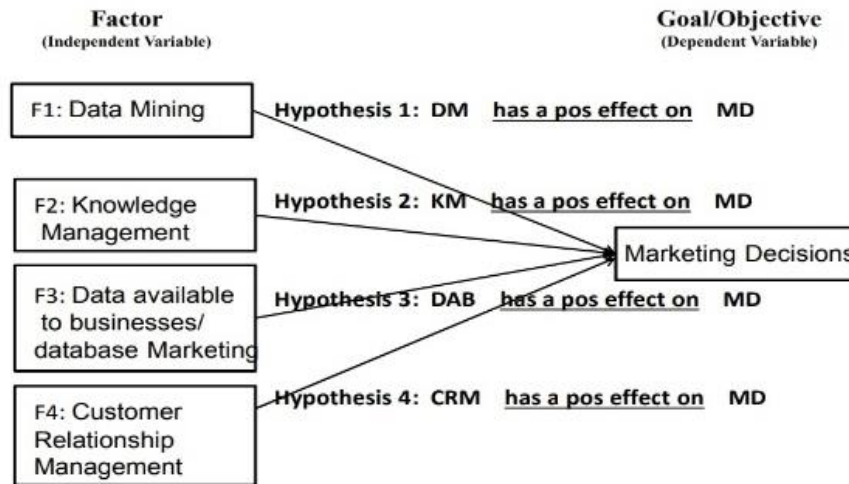 Factor
(Independent Variable)
Goal/Objective
(Dependent Variable)
F1: Data Mining
Hypothesis 1: DM has a pos effect on MD
F2: Knowledge
Management
Hypothesis 2: KM has a pos effect on MD
Marketing Decisions
F3: Data available
to businesses/
database Marketing
Hypothesis 3: DAB has a pos effect on MD
F4: Customer
Relationship
Management
Hypothesis 4: CRM has a pos effect on MD